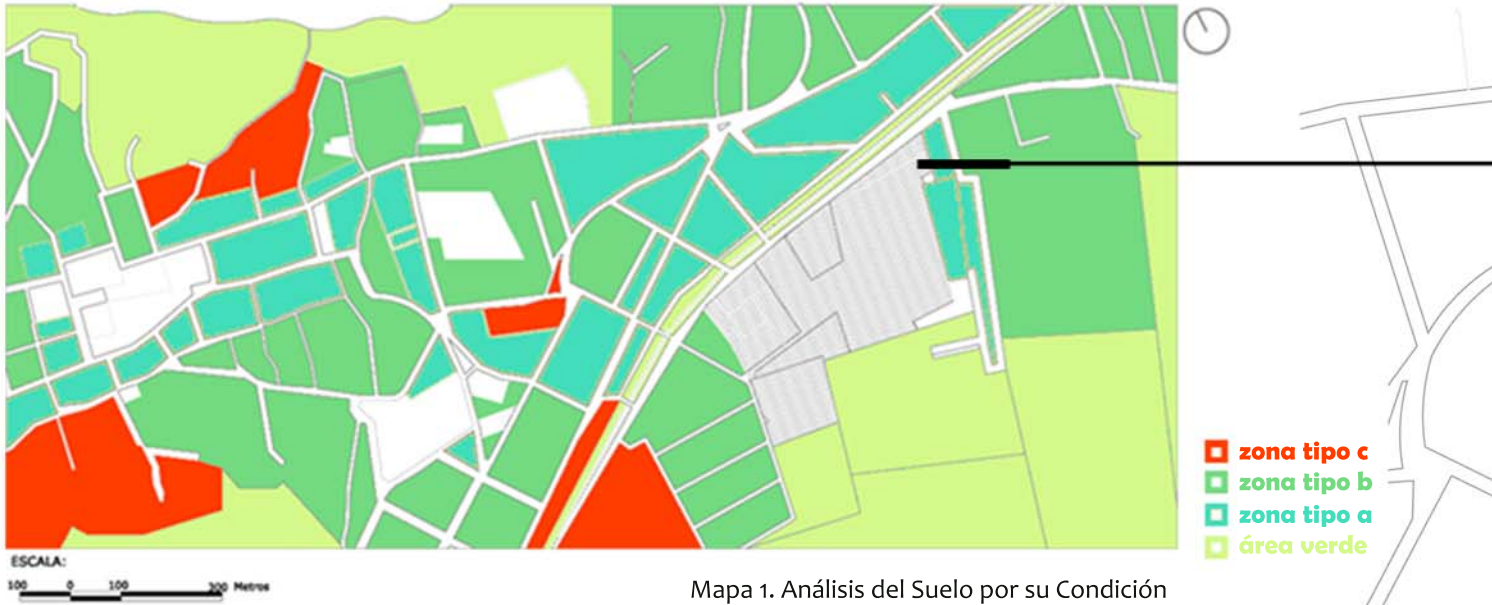 zona tipo c
zona tipo b
zona tipo a
área verde
ESCALA:
100 0 100 300 Metros
Mapa 1. Análisis del Suelo por su Condición